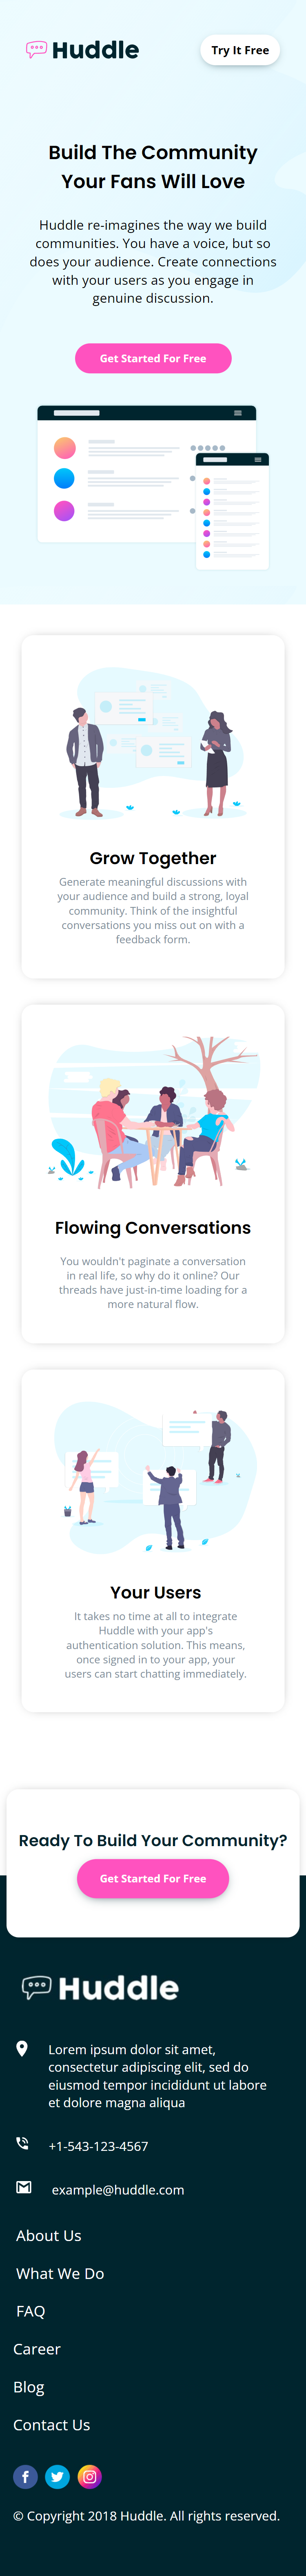 Huddle
Try It Free
Build The Community
Your Fans Will Love
Huddle re-imagines the way we build
communities. You have a voice, but so
does your audience. Create connections
with your users as you engage in
genuine discussion.
Get Started For Free
Grow Together
Generate meaningful discussions with
your audience and build a strong, loyal
community. Think of the insightful
conversations you miss out on with a
feedback form.
Flowing Conversations
You wouldn't paginate a conversation
in real life, so why do it online? Our
threads have just-in-time loading for a
more natural flow.
Your Users
It takes no time at all to integrate
Huddle with your app's
authentication solution. This means,
once signed in to your app, your
users can start chatting immediately.
Ready To Build Your Community?
Get Started For Free
Huddle
Lorem ipsum dolor sit amet,
consectetur adipiscing elit, sed do
eiusmod tempor incididunt ut labore
et dolore magna aliqua
+1-543-123-4567
example@huddle.com
About Us
What We Do
FAQ
Career
Blog
Contact Us
© Copyright 2018 Huddle. All rights reserved.